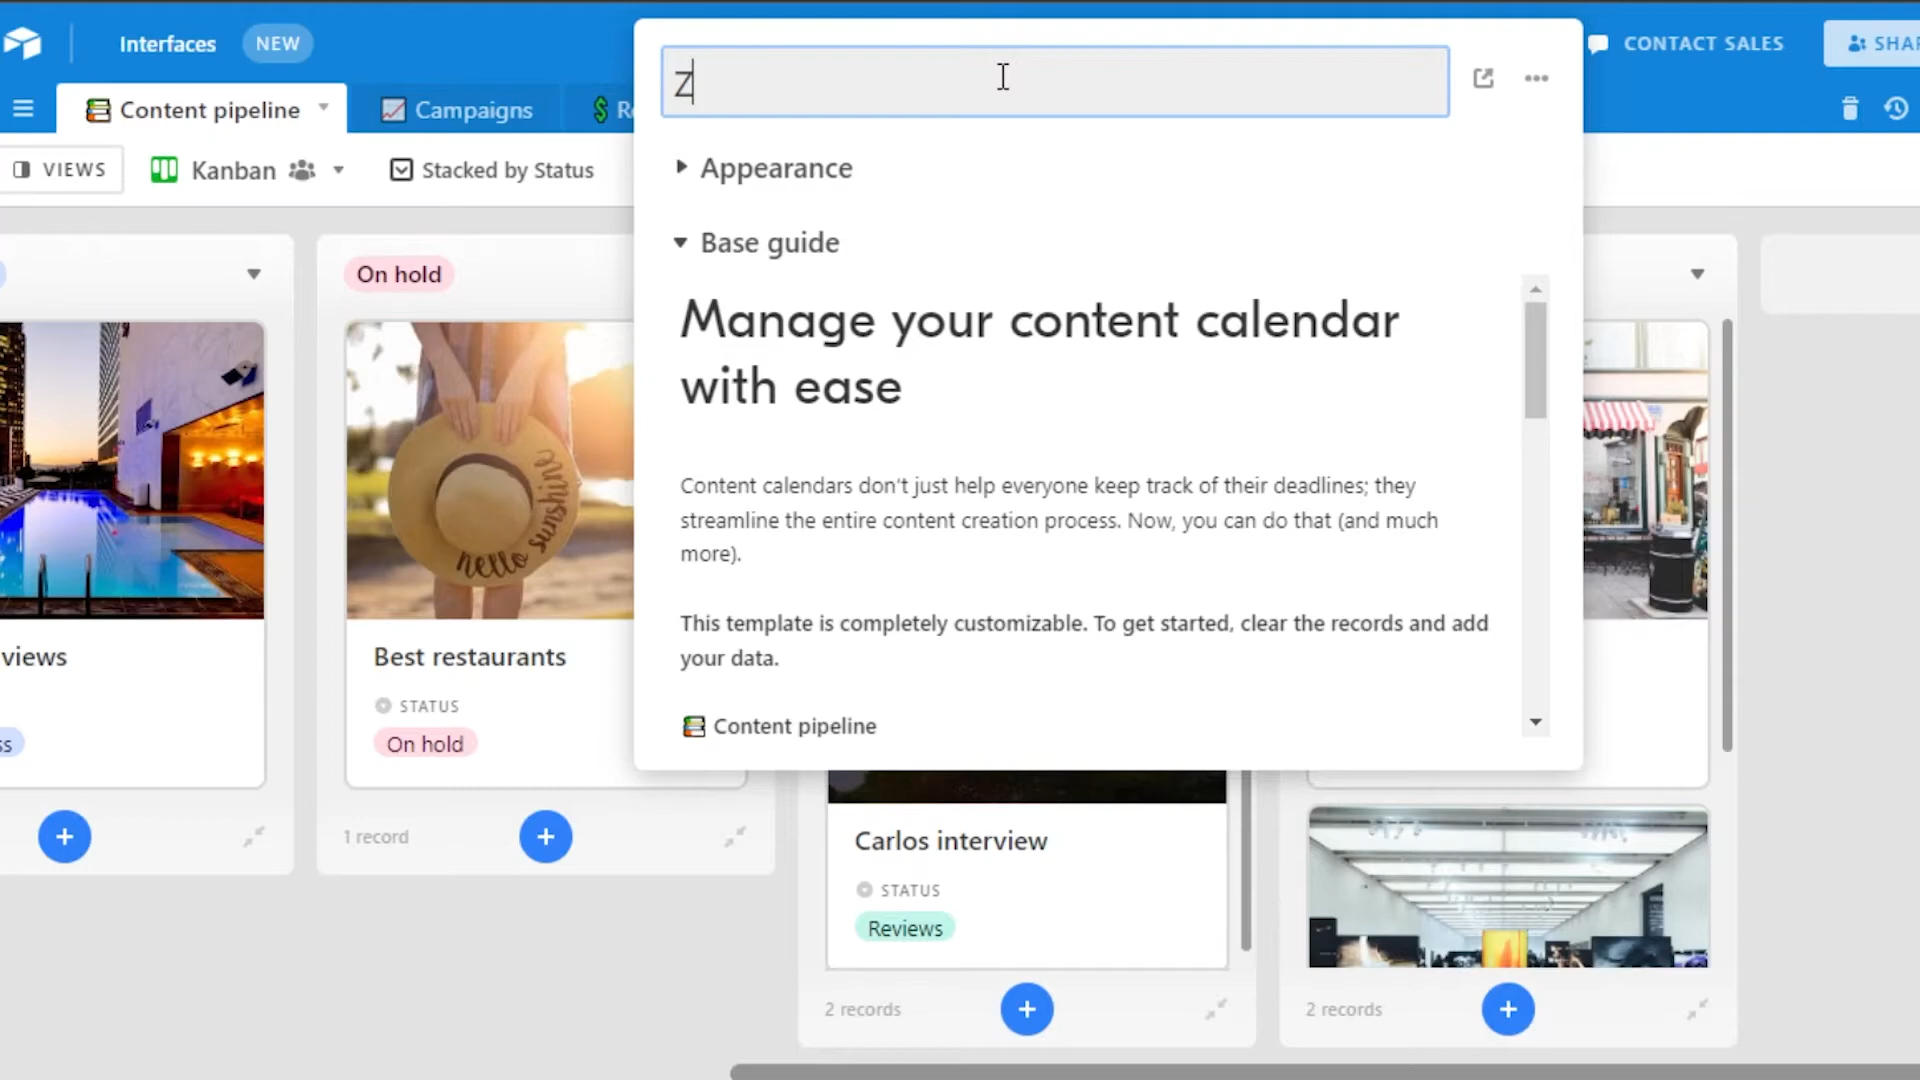 Interfaces
NEW
CONTACT SALES
Z
Content pipeline
Campaigns
VIEWS
Kanban
Stacked by Status
Appearance
Base guide
On hold
Manage your content calendar
with ease
Content calendars don't just help everyone keep track of their deadlines; they
streamline the entire content creation process. Now, you can do that (and much
more).
This template is completely customizable. To get started, clear the records and add
your data.
Content pipeline
hello sunshine
views
Best restaurants
STATUS
On hold
1 record
Carlos interview
STATUS
Reviews
2 records
2 records